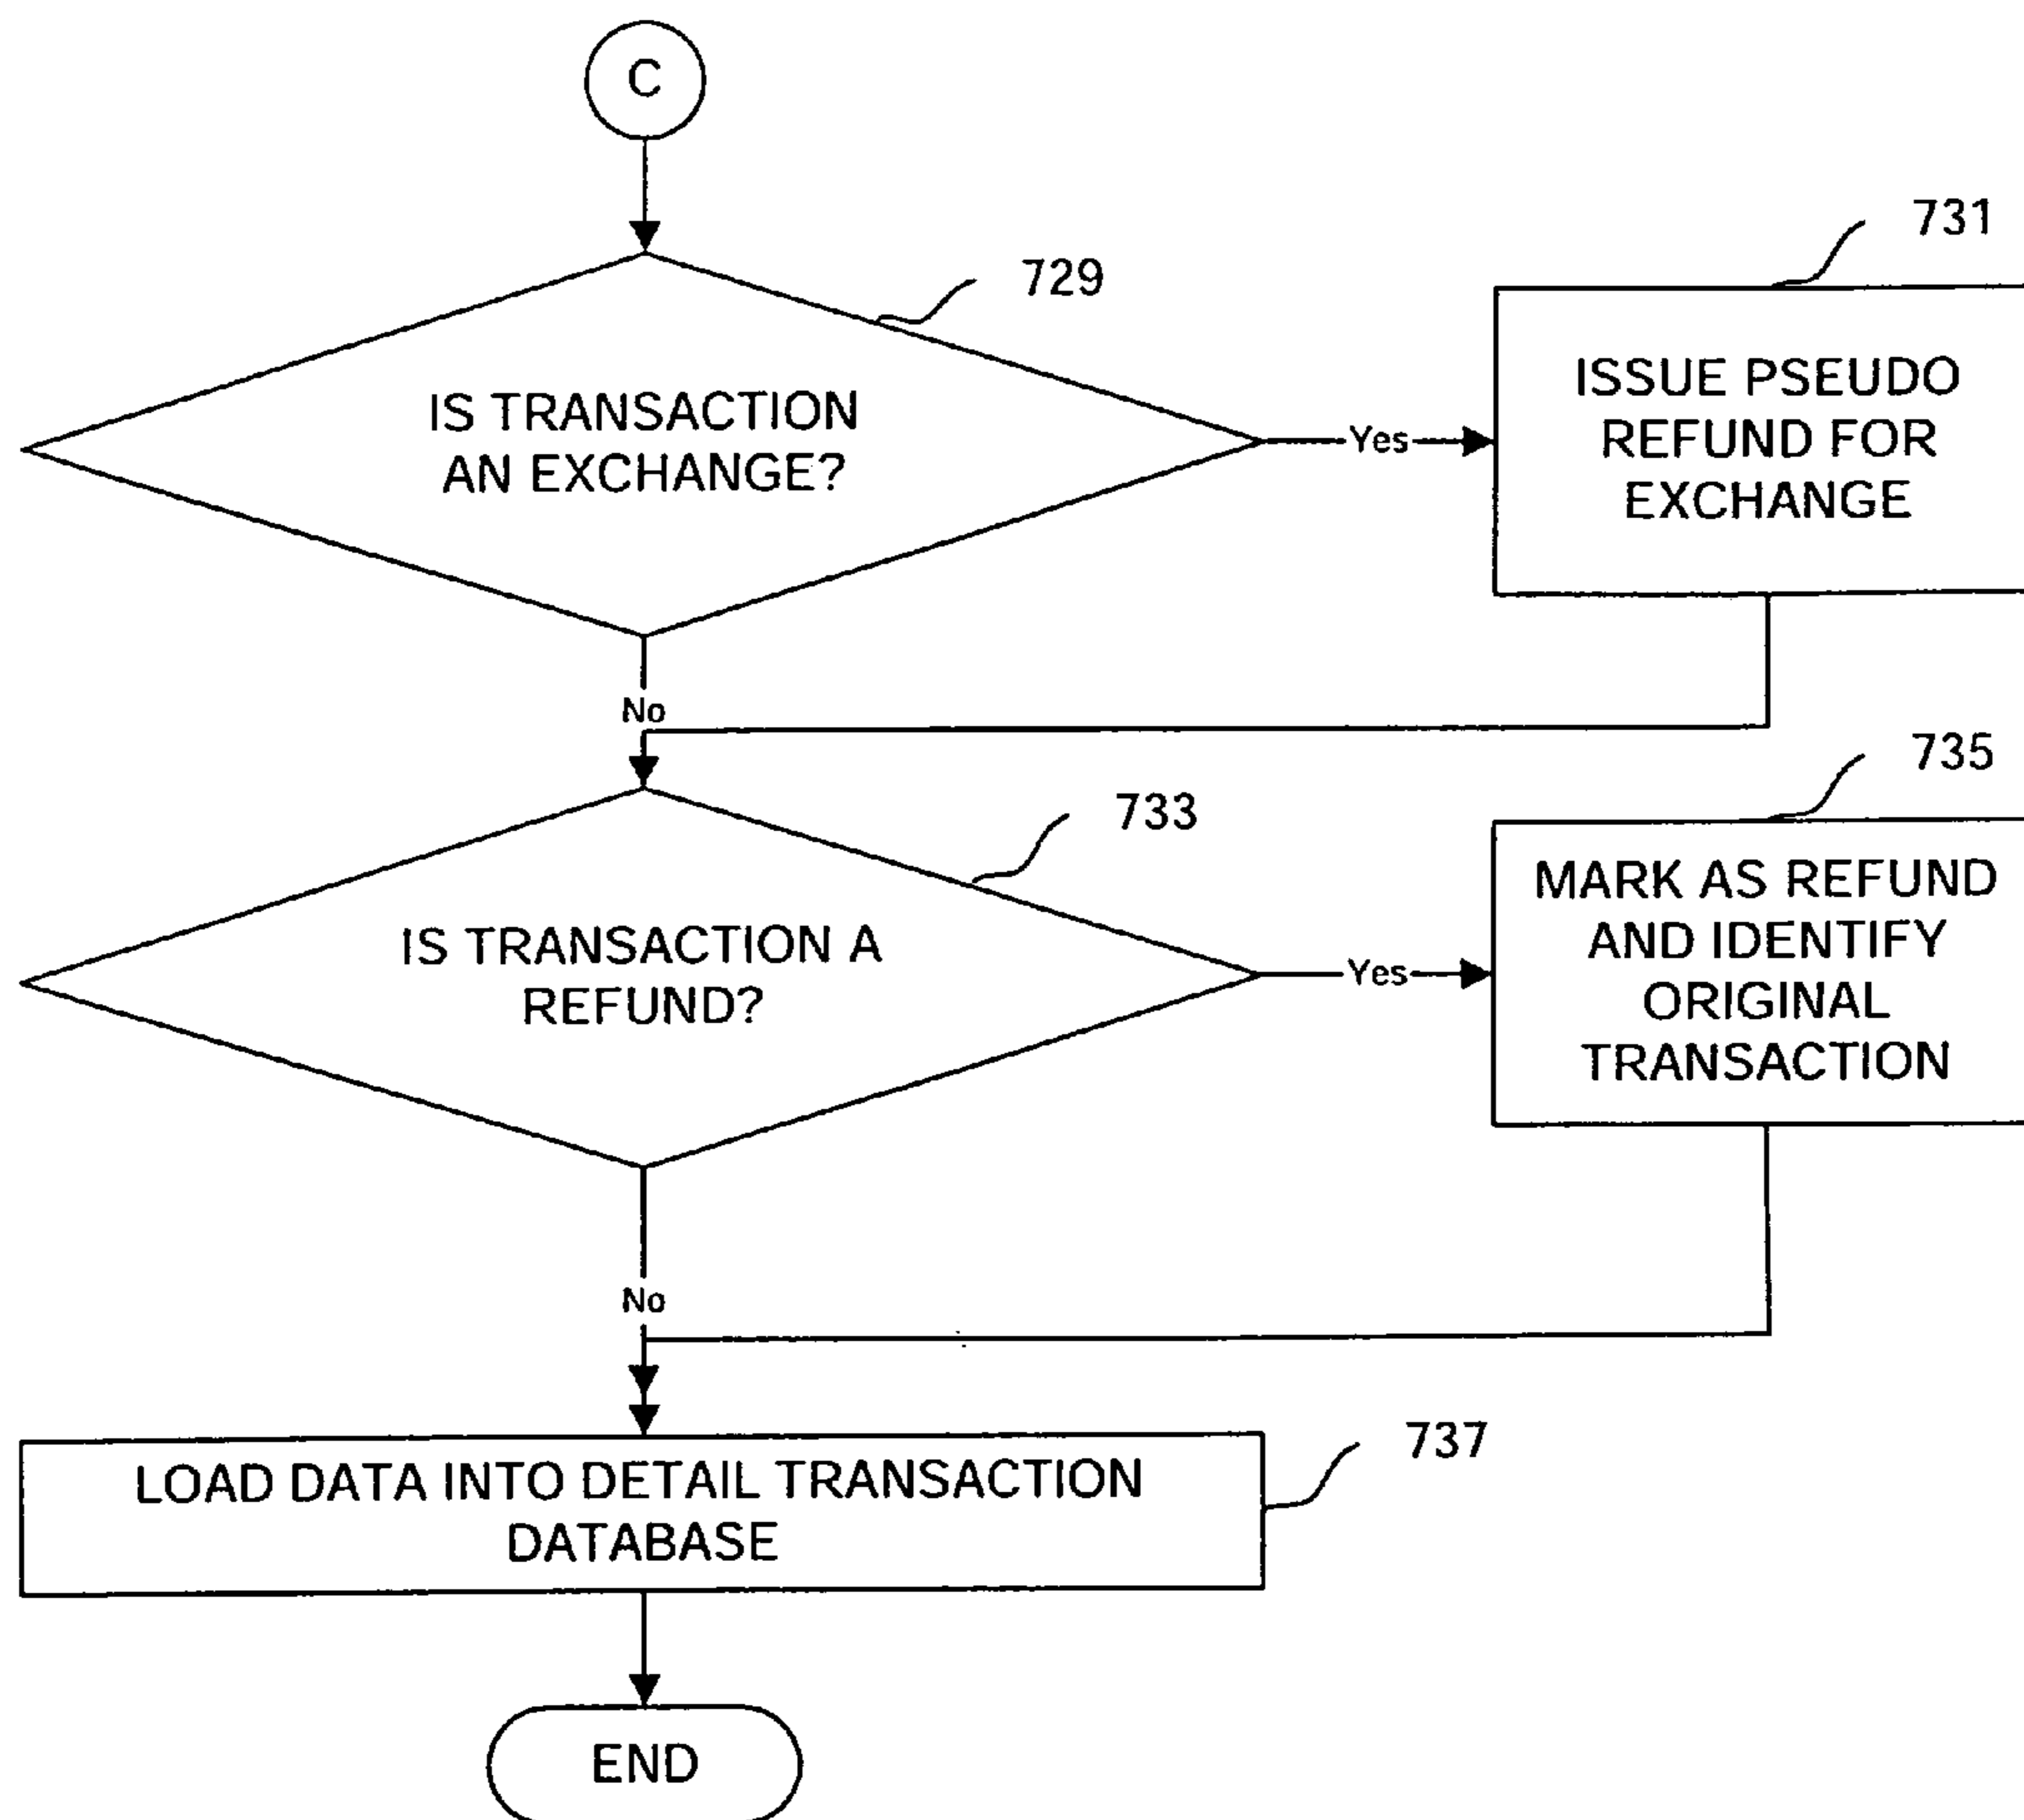 C
729
IS TRANSACTION
AN EXCHANGE?
Yes
731
ISSUE PSEUDO
REFUND FOR
EXCHANGE
No
733
IS TRANSACTION A
REFUND?
Yes
735
MARK AS REFUND
AND IDENTIFY
ORIGINAL
TRANSACTION
No
737
LOAD DATA INTO DETAIL TRANSACTION
DATABASE
END